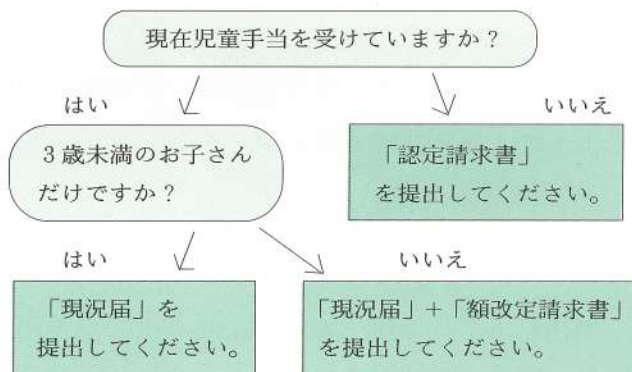 現在児童手当を受けていますか？
はい
いいえ
３歳未満のお子さん
だけですか？
「認定請求書」
を提出してください。
はい
いいえ
「現況届」を
提出してください。
「現況届」＋「額改定請求書」
を提出してください。